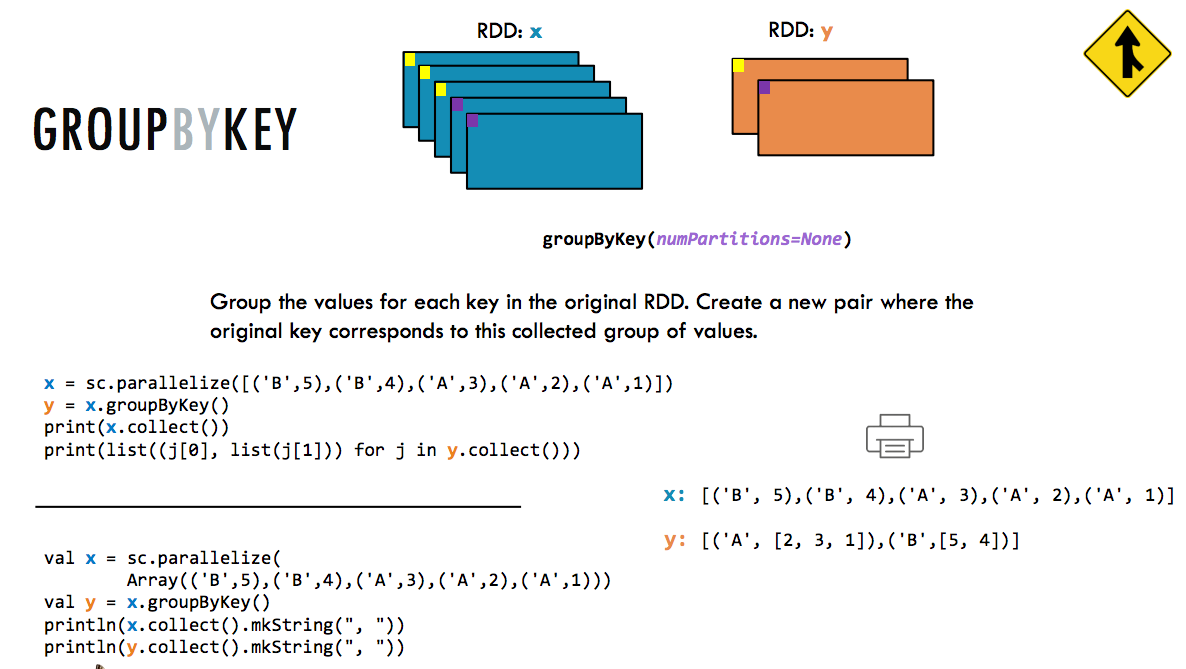 RDD: x
RDD: y
GROUPBYKEY
groupByKey(numPartitions=None)
Group the values for each key in the original RDD. Create a new pair where the
original key corresponds to this collected group of values.
x = sc.parallelize([('B',5),('B',4),('A',3),('A',2),('A',1)])
y = x.groupByKey()
print(x.collect())
print(list((j[0], list(j[1])) for j in y.collect()))
x: [('B', 5),('B', 4),('A', 3),('A', 2),('A', 1)]
y: [('A', [2, 3, 1]),('B',[5, 4])]
val x = sc.parallelize(
Array(('B',5),('B',4),('A',3),('A',2),('A',1)))
val y = x.groupByKey()
println(x.collect().mkString(", "))
println(y.collect().mkString(", "))